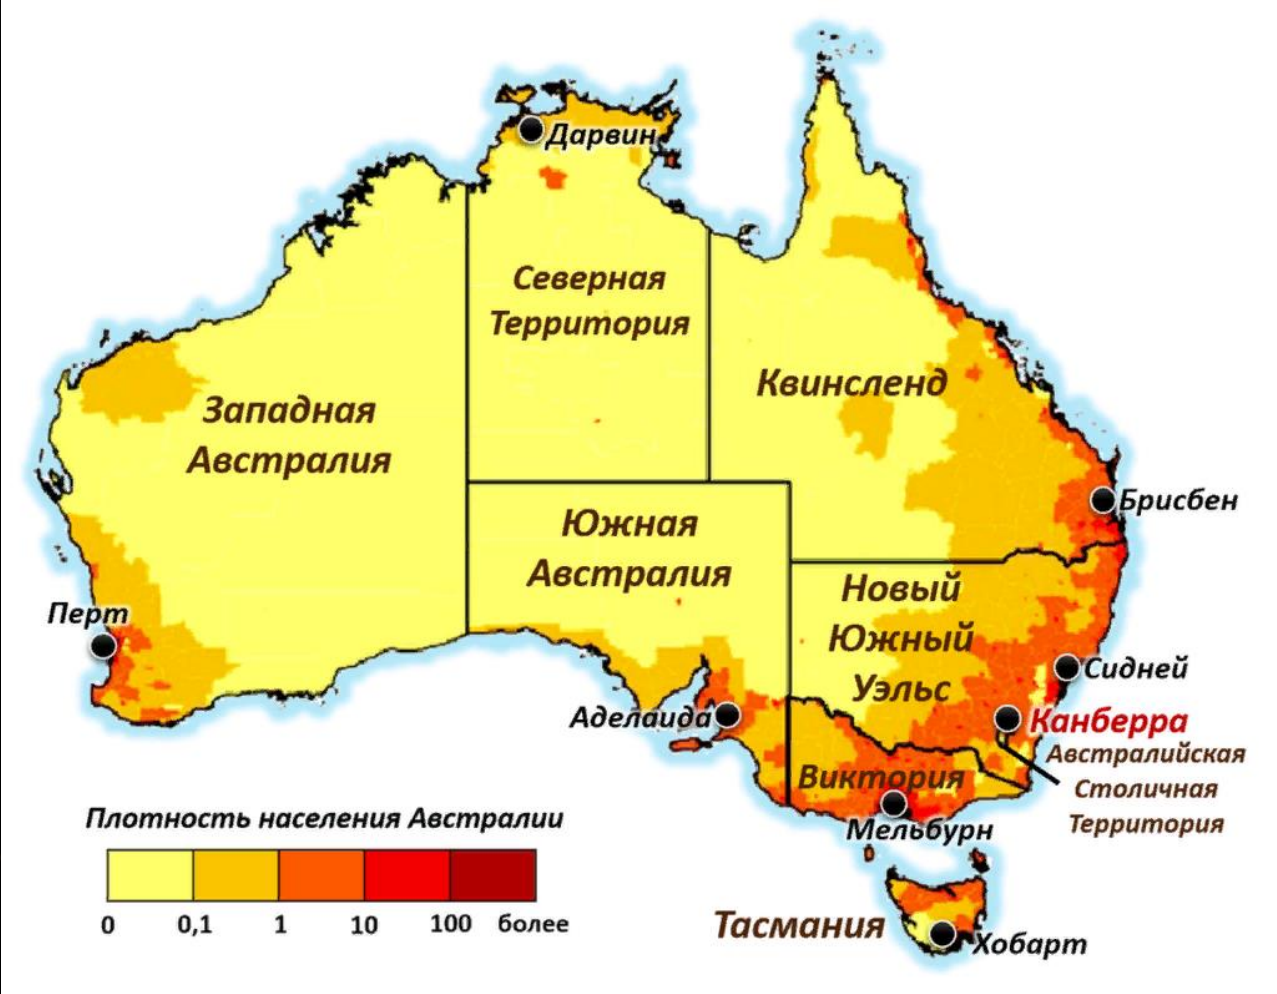 Дарвин
Северная
Территория
Квинсленд
Западная
Австралия
Брисбен
Южная
Австралия
Новый
Южный
Уэльс
Перт
Сидней
Аделаида
Канберра
Австралийская
Столичная
Территория
Виктория
Мельбурн
Плотность населения Австралии
0 0,1 1 10 100 более
Тасмания
Хобарт